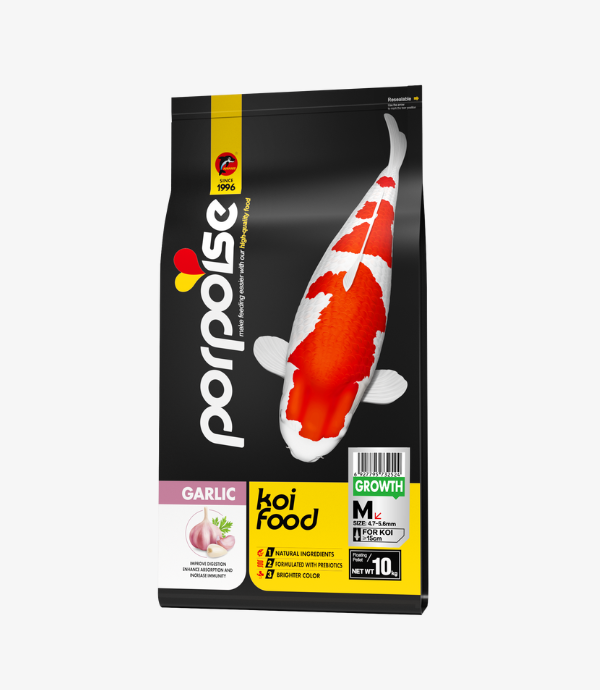 Resealable
SINCE
1996
porpoise
make feeding easier with our high-quality food
GARLIC
IMPROVE DIGESTION
ENHANCE ABSORPTION AND
INCREASE IMMUNITY
koi
food
1 NATURAL INGREDIENTS
2 FORMULATED WITH PREBIOTICS
3 BRIGHTER COLOR
GROWTH
M
SIZE: 4.7-5.6mm
FOR KOI
>15cm
Floating
Pellet
NET WT 10kg